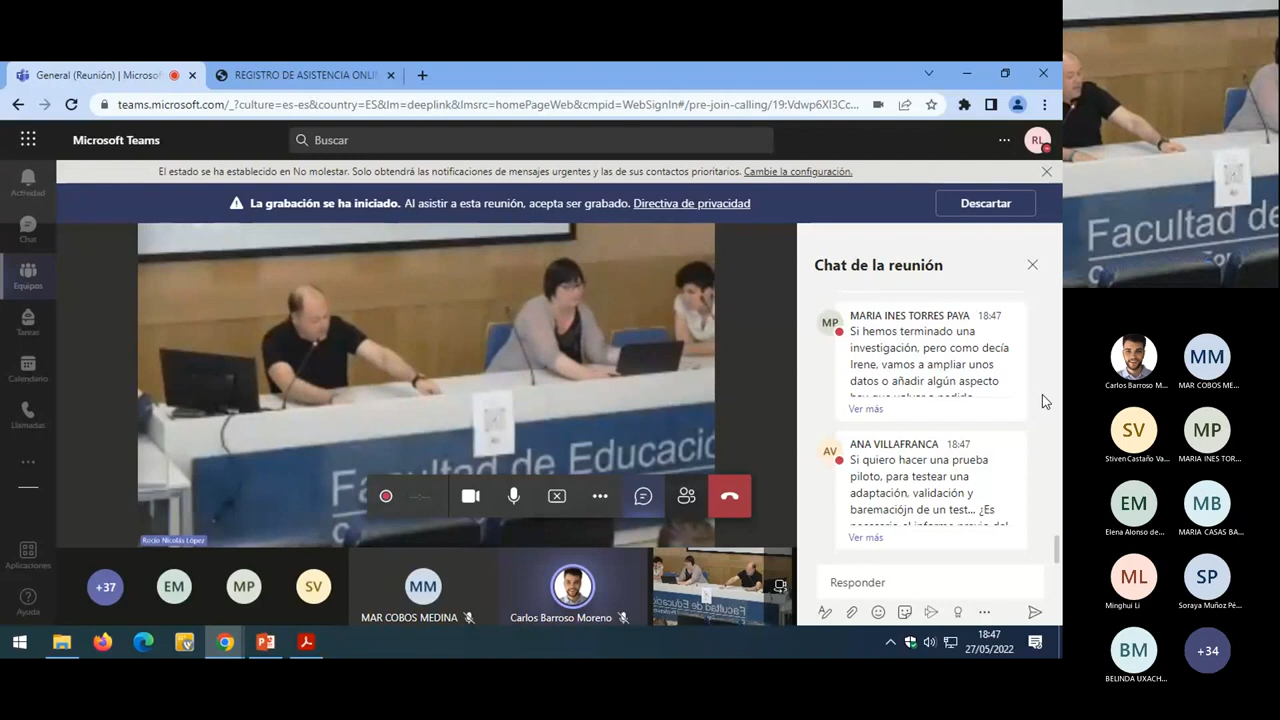 General (Reunión) | Microsof
REGISTRO DE ASISTENCIA ONLI
teams.microsoft.com/_?culture=es-es&country=ES&lm=deeplink&lmsrc=homePageWeb&cmpid=WebSignIn#/pre-join-calling/19:Vdwp6Xl3Cc...
Microsoft Teams
Buscar
RL
El estado se ha establecido en No molestar. Solo obtendrá las notificaciones de mensajes urgentes y las de sus contactos prioritarios. Cambie la configuración.
La grabación se ha iniciado. Al asistir a esta reunión, acepta ser grabado. Directiva de privacidad
Descartar
Actividad
Chat
Equipos
Tareas
Calendario
Llamadas
Aplicaciones
Ayuda
Facultad de Educació
Rocío Nicolás López
Chat de la reunión
MP
MARIA INES TORRES PAYA 18:47
Si hemos terminado una
investigación, pero como decía
Irene, vamos a ampliar unos
datos o añadir algún aspecto
Ver más
AV
ANA VILLAFRANCA 18:47
Si quiero hacer una prueba
piloto, para testear una
adaptación, validación y
baremaciójn de un test... ¿Es
necesario el informe previo del
Ver más
Responder
+37
EM
MP
SV
MM
MAR COBOS MEDINA
Carlos Barroso Moreno
18:47
27/05/2022
Facultad de
Carlos Barroso M...
MM
MAR COBOS ME...
SV
Stiven Castaño Va...
MP
MARIA INES TOR...
EM
Elena Alonso de...
MB
MARIA CASAS BA...
ML
Minghui Li
SP
Soraya Muñoz Pé...
BM
BELINDA UXACH...
+34